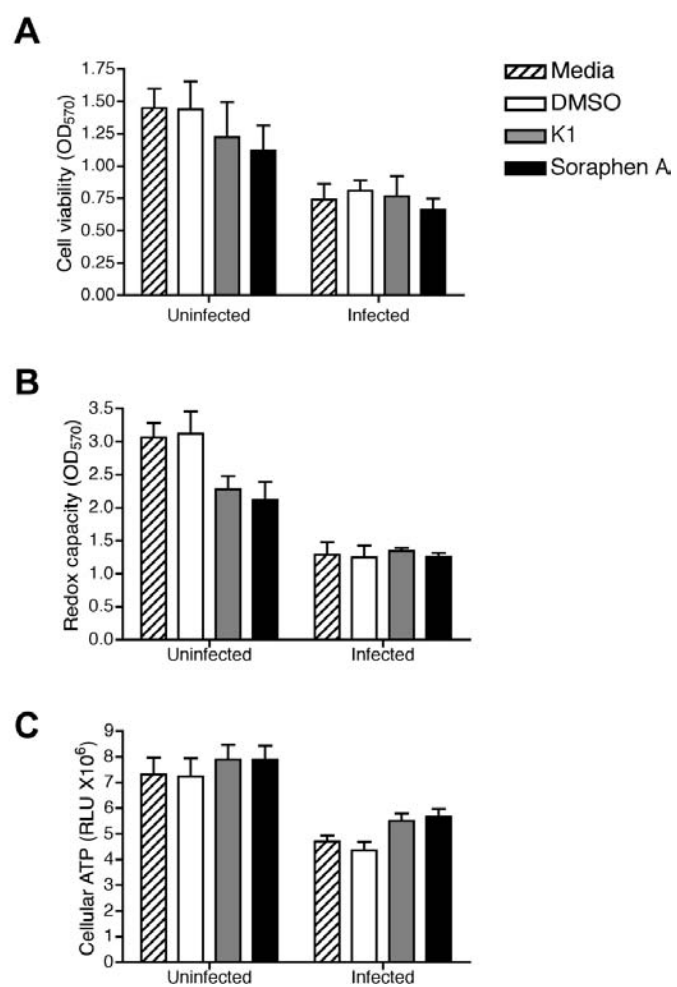 A
Cell viability (OD570)
1.75
1.50
1.25
1.00
0.75
0.50
0.25
0.00
Uninfected Infected
Media
DMSO
K1
Soraphen A
B
Redox capacity (OD570)
3.5
3.0
2.5
2.0
1.5
1.0
0.5
0.0
Uninfected Infected
C
Cellular ATP (RLU X10⁶)
9
8
7
6
5
4
3
2
1
0
Uninfected Infected